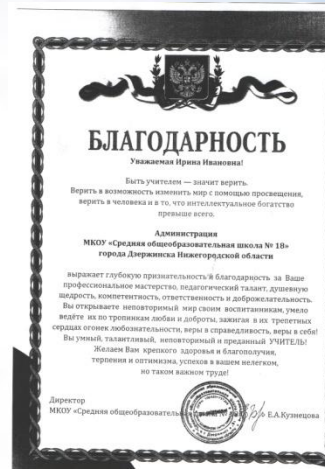 БЛАГОДАРНОСТЬ
Уважаемая Ирина Ивановна!
Быть учителем — значит верить.
Верить в возможность изменить мир с помощью просвещения,
верить в человека и в то, что интеллектуальное богатство
превыше всего.
Администрация
МКОУ «Средняя общеобразовательная школа № 18»
города Дзержинска Нижегородской области
выражает глубокую признательность и благодарность за Ваше
профессиональное мастерство, педагогический талант, душевную
щедрость, компетентность, ответственность и доброжелательность.
Вы открываете неповторимый мир своим воспитанникам, умело
ведёте их по тропинкам любви и доброты, зажигая в их трепетных
сердцах огонек любознательности, веры в справедливость, веры в себя!
Вы умный, талантливый, неповторимый и преданный УЧИТЕЛЬ!
Желаем Вам крепкого здоровья и благополучия,
терпения и оптимизма, успехов в вашем нелегком,
но таком важном труде!
Директор
МКОУ «Средняя общеобразовательная Е.А.Кузнецова